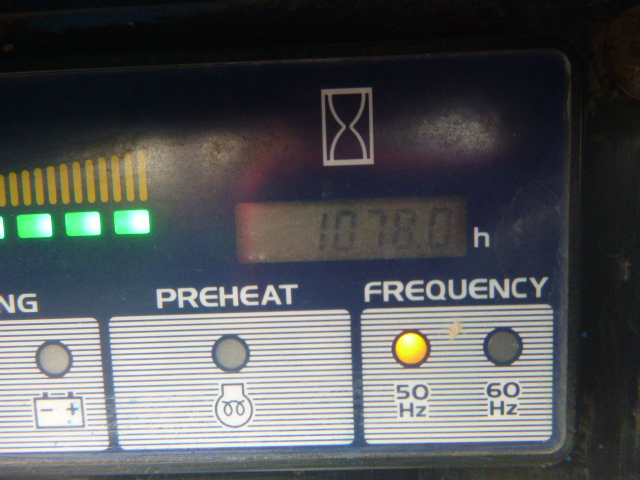 1078.0 h
NG
PREHEAT
FREQUENCY
50 Hz
60 Hz